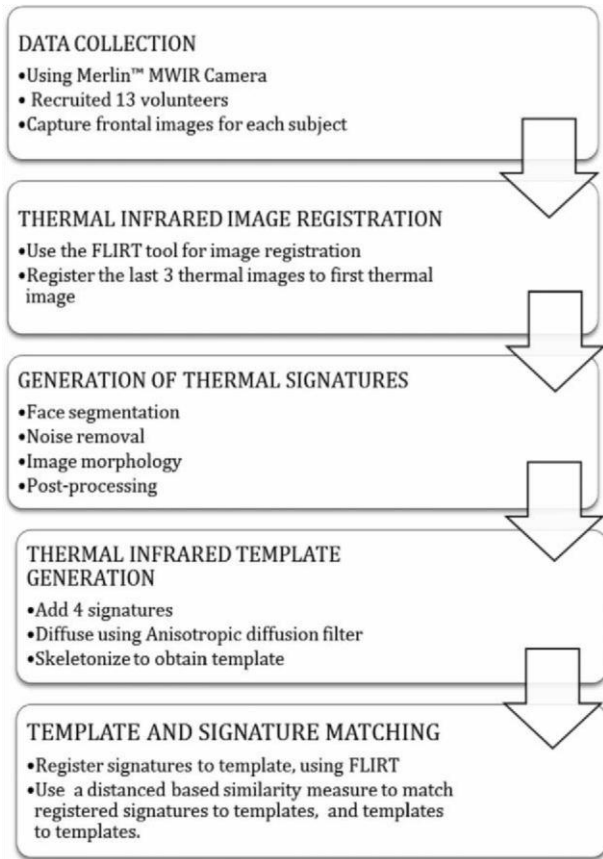 DATA COLLECTION
•Using Merlin™ MWIR Camera
• Recruited 13 volunteers
•Capture frontal images for each subject
THERMAL INFRARED IMAGE REGISTRATION
•Use the FLIRT tool for image registration
•Register the last 3 thermal images to first thermal
image
GENERATION OF THERMAL SIGNATURES
•Face segmentation
•Noise removal
•Image morphology
•Post-processing
THERMAL INFRARED TEMPLATE
GENERATION
•Add 4 signatures
•Diffuse using Anisotropic diffusion filter
•Skeletonize to obtain template
TEMPLATE AND SIGNATURE MATCHING
•Register signatures to template, using FLIRT
•Use a distanced based similarity measure to match
registered signatures to templates, and templates
to templates.